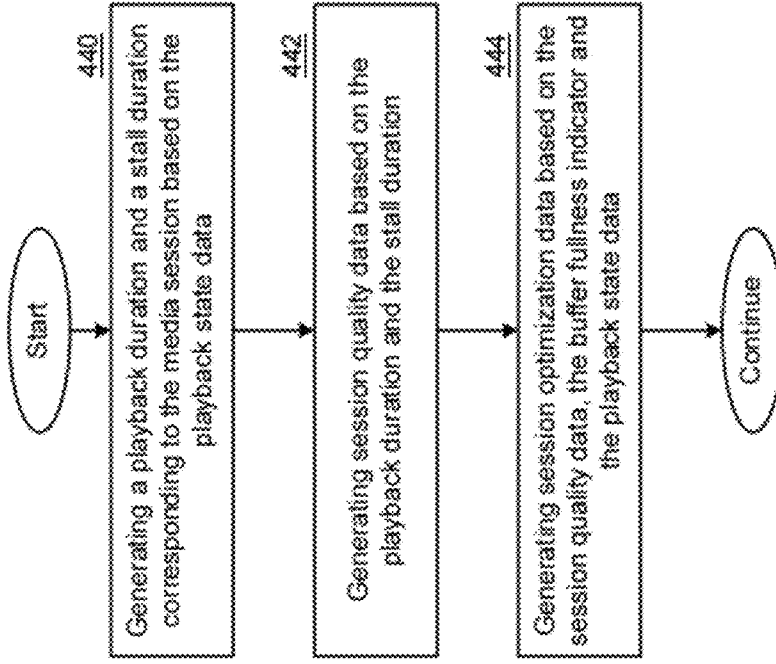 Start
440
Generating a playback duration and a stall duration
corresponding to the media session based on the
playback state data
442
Generating session quality data based on the
playback duration and the stall duration
444
Generating session optimization data based on the
session quality data, the buffer fullness indicator and
the playback state data
Continue